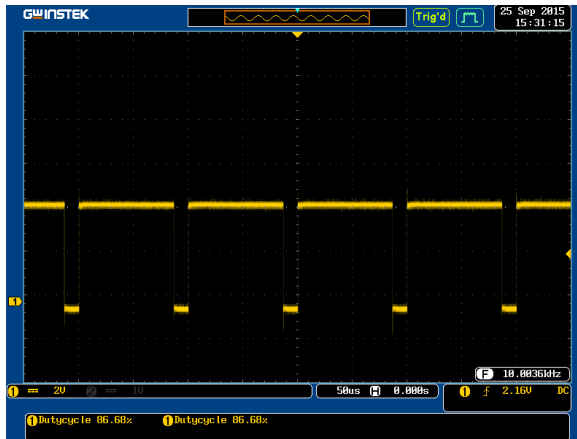 GWINSTEK
Trig'd
25 Sep 2015
15:31:15
1
F 10.0036kHz
1 2V 2 1V
50us H 0.000s
1 2.16V DC
1 Dutycycle 86.68% 1 Dutycycle 86.68%